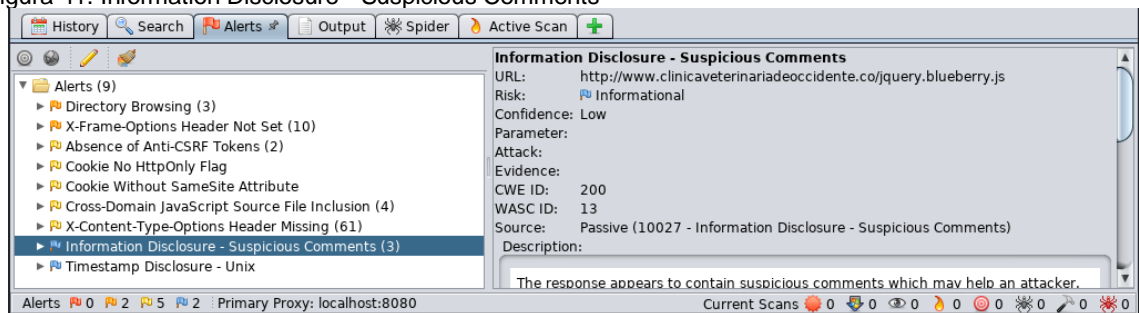 Figura 41. Information Disclosure - Suspicious Comments
History Search Alerts Output Spider Active Scan
Alerts (9)
Directory Browsing (3)
X-Frame-Options Header Not Set (10)
Absence of Anti-CSRF Tokens (2)
Cookie No HttpOnly Flag
Cookie Without SameSite Attribute
Cross-Domain JavaScript Source File Inclusion (4)
X-Content-Type-Options Header Missing (61)
Information Disclosure - Suspicious Comments (3)
Timestamp Disclosure - Unix
Information Disclosure - Suspicious Comments
URL: http://www.clinicaveterinariadeoccidente.co/jquery.blueberry.js
Risk: Informational
Confidence: Low
Parameter:
Attack:
Evidence:
CWE ID: 200
WASC ID: 13
Source: Passive (10027 - Information Disclosure - Suspicious Comments)
Description:
The response appears to contain suspicious comments which may help an attacker.
Alerts 0 2 5 2 Primary Proxy: localhost:8080 Current Scans 0 0 0 0 0 0 0 0